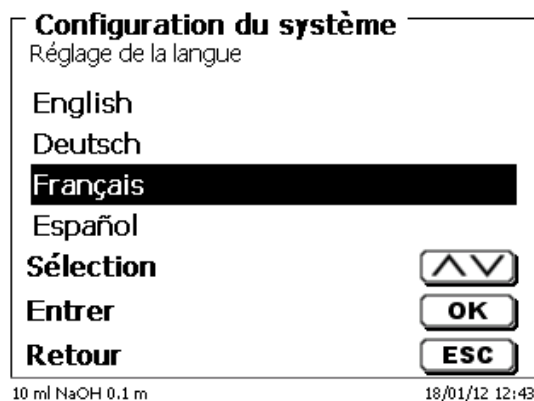 Configuration du système
Réglage de la langue
English
Deutsch
Français
Español
Sélection
Entrer OK
Retour ESC
10 ml NaOH 0.1 m 18/01/12 12:43